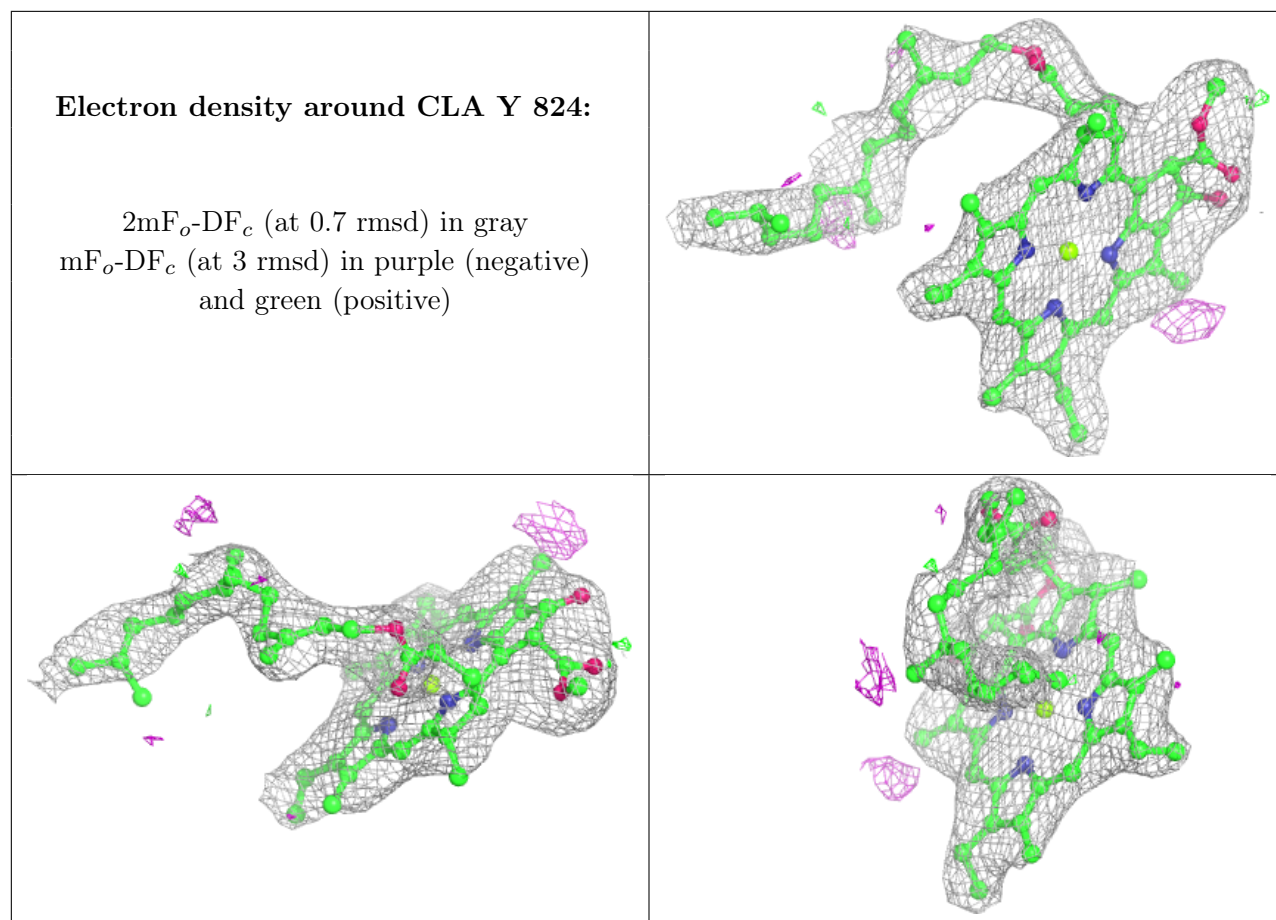 Electron density around CLA Y 824:
2mFo-DFc (at 0.7 rmsd) in gray
mFo-DFc (at 3 rmsd) in purple (negative)
and green (positive)